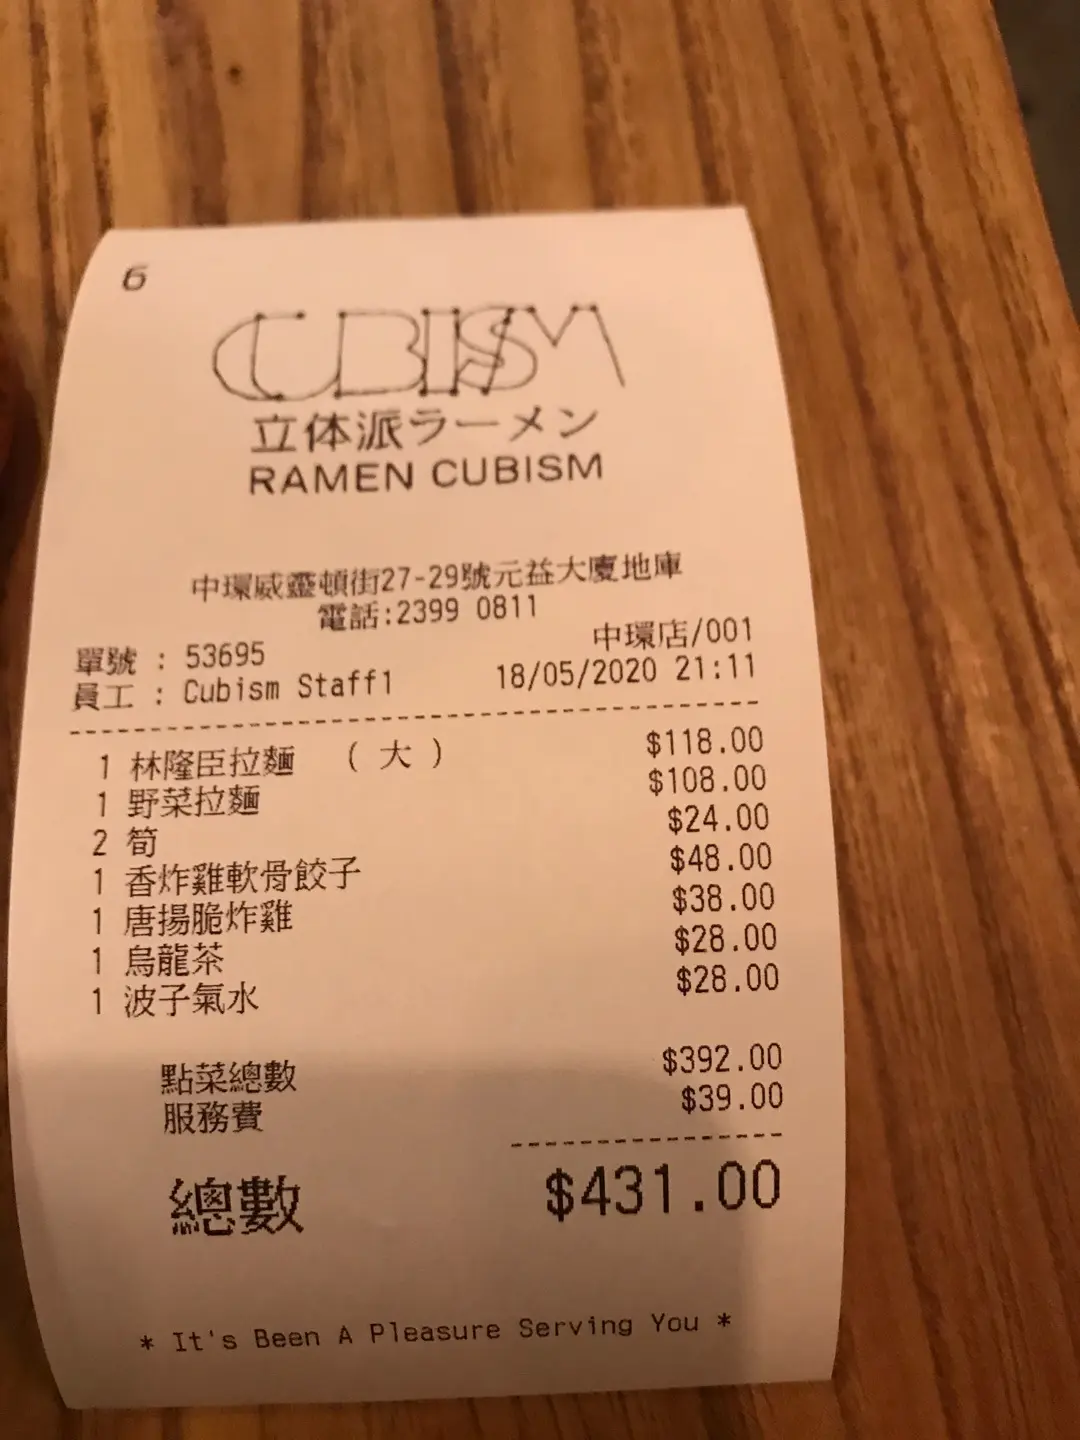 6
CUBISM
立体派ラーメン
RAMEN CUBISM
中環威靈頓街27-29號元益大廈地庫
電話:2399 0811
中環店/001
單號 : 53695
員工 : Cubism Staff1 18/05/2020 21:11
1 林隆臣拉麵 (大) $118.00
1 野菜拉麵 $108.00
2 筍 $24.00
1 香炸雞軟骨餃子 $48.00
1 唐揚脆炸雞 $38.00
1 烏龍茶 $28.00
1 波子氣水 $28.00
點菜總數 $392.00
服務費 $39.00
總數 $431.00
* It's Been A Pleasure Serving You *